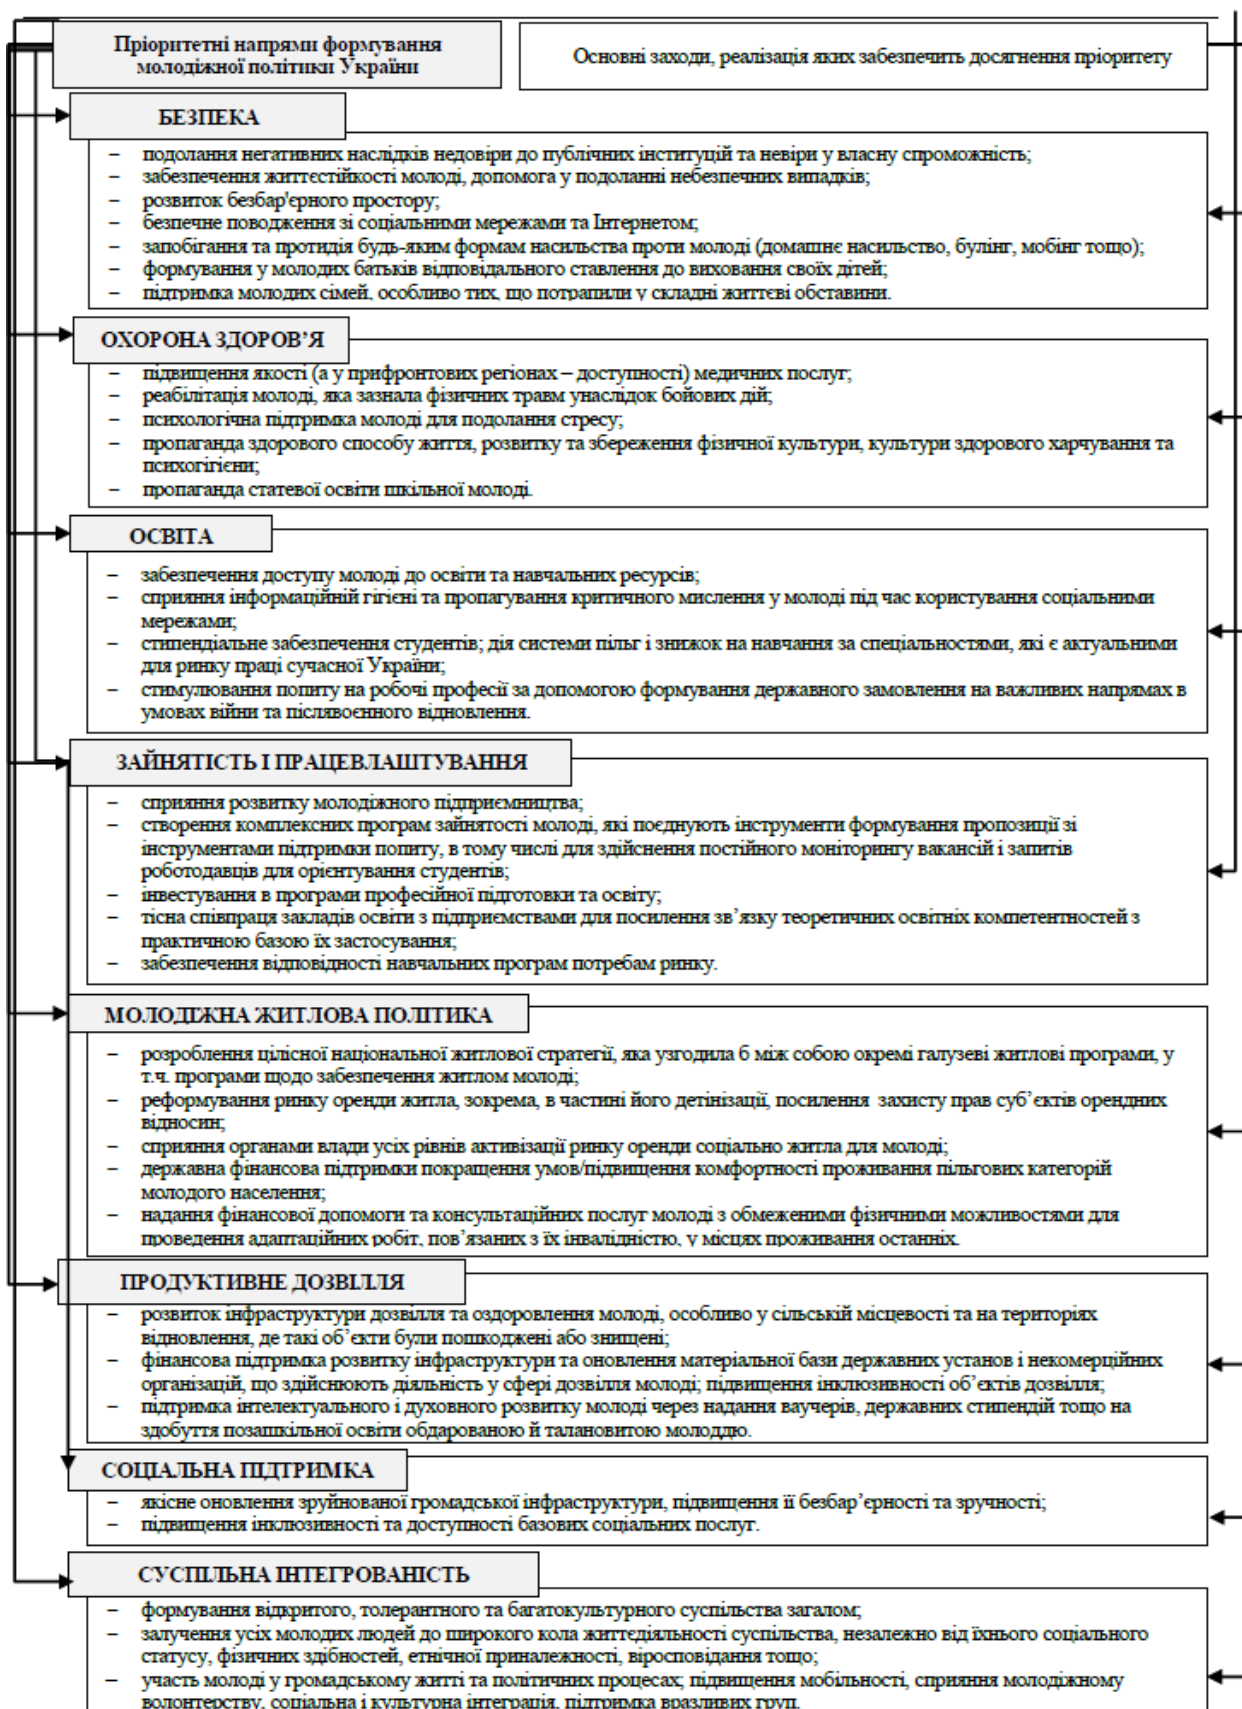 Пріоритетні напрями формування
молодіжної політики України
Основні заходи, реалізація яких забезпечить досягнення пріоритету
БЕЗПЕКА
– подолання негативних наслідків недовіри до публічних інституцій та невіри у власну спроможність;
– забезпечення життєстійкості молоді, допомога у подоланні небезпечних випадків;
– розвиток безбар'єрного простору;
– безпечне поводження зі соціальними мережами та Інтернетом;
– запобігання та протидія будь-яким формам насильства проти молоді (домашнє насильство, булінг, мобінг тощо);
– формування у молодих батьків відповідального ставлення до виховання своїх дітей;
– підтримка молодих сімей, особливо тих, що потрапили у складні життєві обставини.
ОХОРОНА ЗДОРОВ’Я
– підвищення якості (а у прифронтових регіонах – доступності) медичних послуг;
– реабілітація молоді, яка зазнала фізичних травм унаслідок бойових дій;
– психологічна підтримка молоді для подолання стресу;
– пропаганда здорового способу життя, розвитку та збереження фізичної культури, культури здорового харчування та
психогігієни;
– пропаганда статевої освіти шкільної молоді.
ОСВІТА
– забезпечення доступу молоді до освіти та навчальних ресурсів;
– сприяння інформаційній гігієні та пропагування критичного мислення у молоді під час користування соціальними
мережами;
– стипендіальне забезпечення студентів; дія системи пільг і знижок на навчання за спеціальностями, які є актуальними
для ринку праці сучасної України;
– стимулювання попиту на робочі професії за допомогою формування державного замовлення на важливих напрямах в
умовах війни та післявоєнного відновлення.
ЗАЙНЯТІСТЬ І ПРАЦЕВЛАШТУВАННЯ
– сприяння розвитку молодіжного підприємництва;
– створення комплексних програм зайнятості молоді, які поєднують інструменти формування пропозиції зі
інструментами підтримки попиту, в тому числі для здійснення постійного моніторингу вакансій і запитів
роботодавців для орієнтування студентів;
– інвестування в програми професійної підготовки та освіту;
– тісна співпраця закладів освіти з підприємствами для посилення зв’язку теоретичних освітніх компетентностей з
практичною базою їх застосування;
– забезпечення відповідності навчальних програм потребам ринку.
МОЛОДІЖНА ЖИТЛОВА ПОЛІТИКА
– розроблення цілісної національної житлової стратегії, яка узгодила б між собою окремі галузеві житлові програми, у
т.ч. програми щодо забезпечення житлом молоді;
– реформування ринку оренди житла, зокрема, в частині його детінізації, посилення захисту прав суб’єктів орендних
відносин;
– сприяння органами влади усіх рівнів активізації ринку оренди соціально житла для молоді;
– державна фінансова підтримки покращення умов/підвищення комфортності проживання пільгових категорій
молодого населення;
– надання фінансової допомоги та консультаційних послуг молоді з обмеженими фізичними можливостями для
проведення адаптаційних робіт, пов’язаних з їх інвалідністю, у місцях проживання останніх.
ПРОДУКТИВНЕ ДОЗВІЛЛЯ
– розвиток інфраструктури дозвілля та оздоровлення молоді, особливо у сільській місцевості та на територіях
відновлення, де такі об’єкти були пошкоджені або знищені;
– фінансова підтримка розвитку інфраструктури та оновлення матеріальної бази державних установ і некомерційних
організацій, що здійснюють діяльність у сфері дозвілля молоді; підвищення інклюзивності об’єктів дозвілля;
– підтримка інтелектуального і духовного розвитку молоді через надання ваучерів, державних стипендій тощо на
здобуття позашкільної освіти обдарованою й талановитою молоддю.
СОЦІАЛЬНА ПІДТРИМКА
– якісне оновлення зруйнованої громадської інфраструктури, підвищення її безбар’єрності та зручності;
– підвищення інклюзивності та доступності базових соціальних послуг.
СУСПІЛЬНА ІНТЕГРОВАНІСТЬ
– формування відкритого, толерантного та багатокультурного суспільства загалом;
– залучення усіх молодих людей до широкого кола життєдіяльності суспільства, незалежно від їхнього соціального
статусу, фізичних здібностей, етнічної приналежності, віросповідання тощо;
– участь молоді у громадському житті та політичних процесах; підвищення мобільності, сприяння молодіжному
волонтерству, соціальна і культурна інтеграція, підтримка вразливих груп.